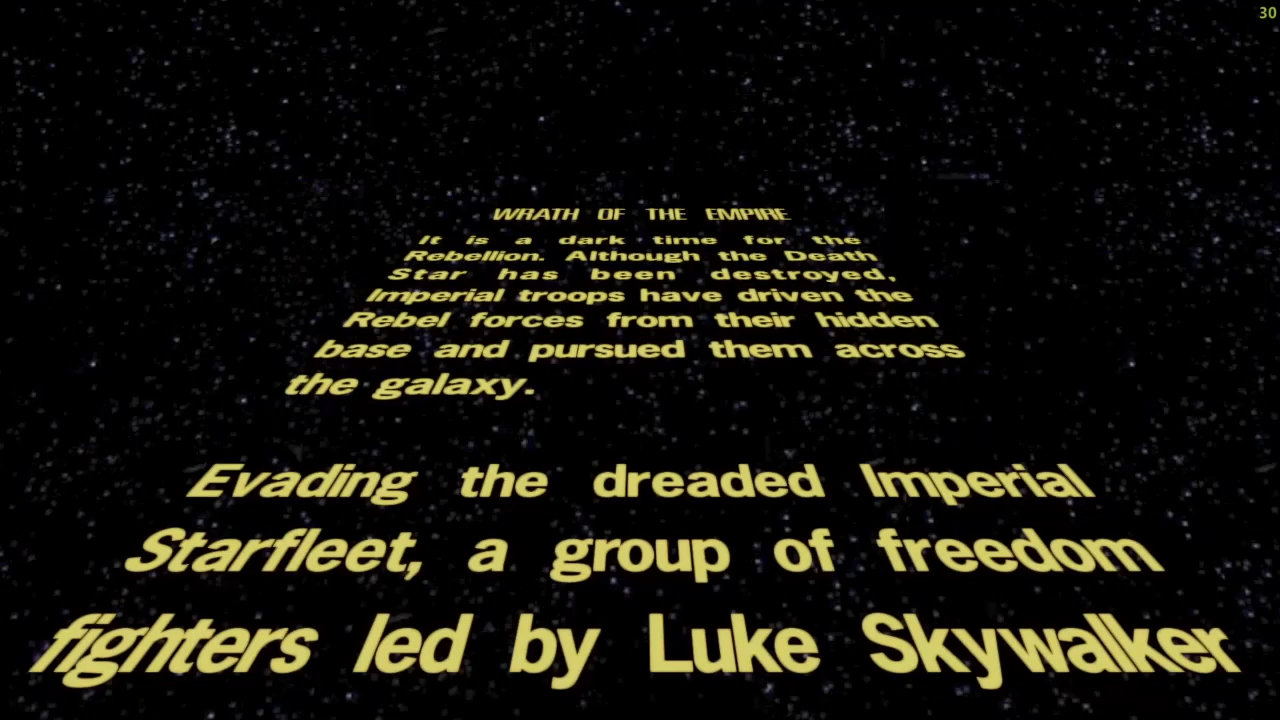 30
WRATH OF THE EMPIRE
It is a dark time for the
Rebellion. Although the Death
Star has been destroyed,
Imperial troops have driven the
Rebel forces from their hidden
base and pursued them across
the galaxy.
Evading the dreaded Imperial
Starfleet, a group of freedom
fighters led by Luke Skywalker